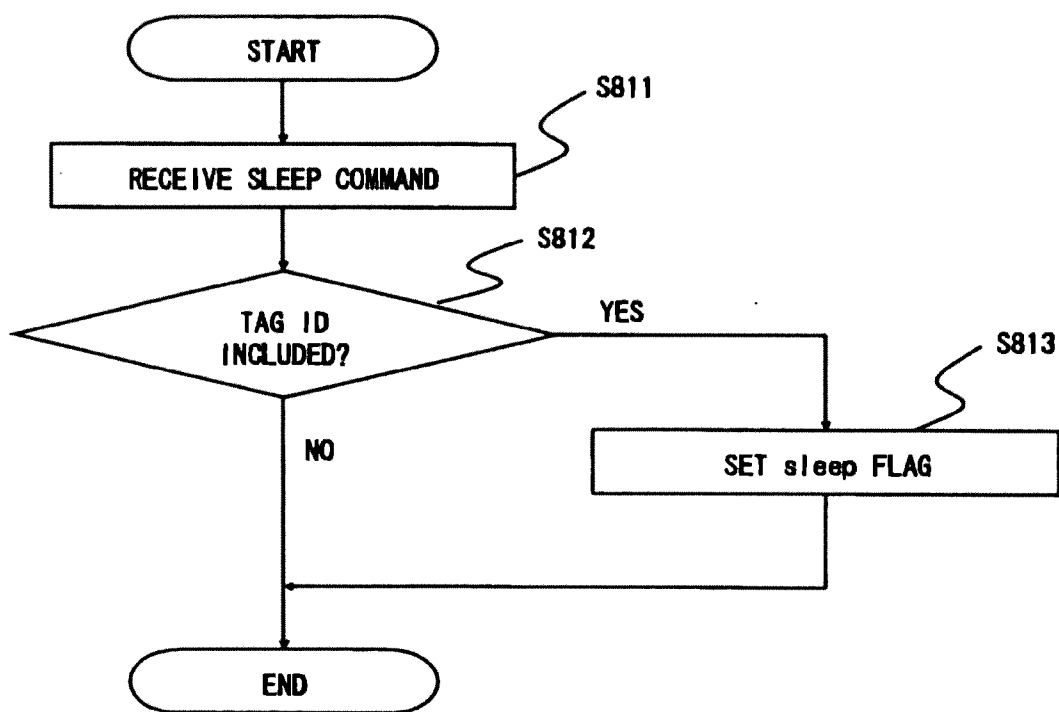 START
S811
RECEIVE SLEEP COMMAND
S812
TAG ID
INCLUDED?
YES
S813
NO
SET sleep FLAG
END